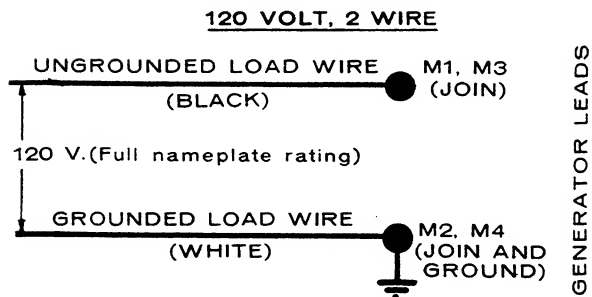 120 VOLT, 2 WIRE
UNGROUNDED LOAD WIRE
(BLACK)
M1, M3
(JOIN)
120 V.(Full nameplate rating)
GROUNDED LOAD WIRE
(WHITE)
M2, M4
(JOIN AND
GROUND)
GENERATOR LEADS